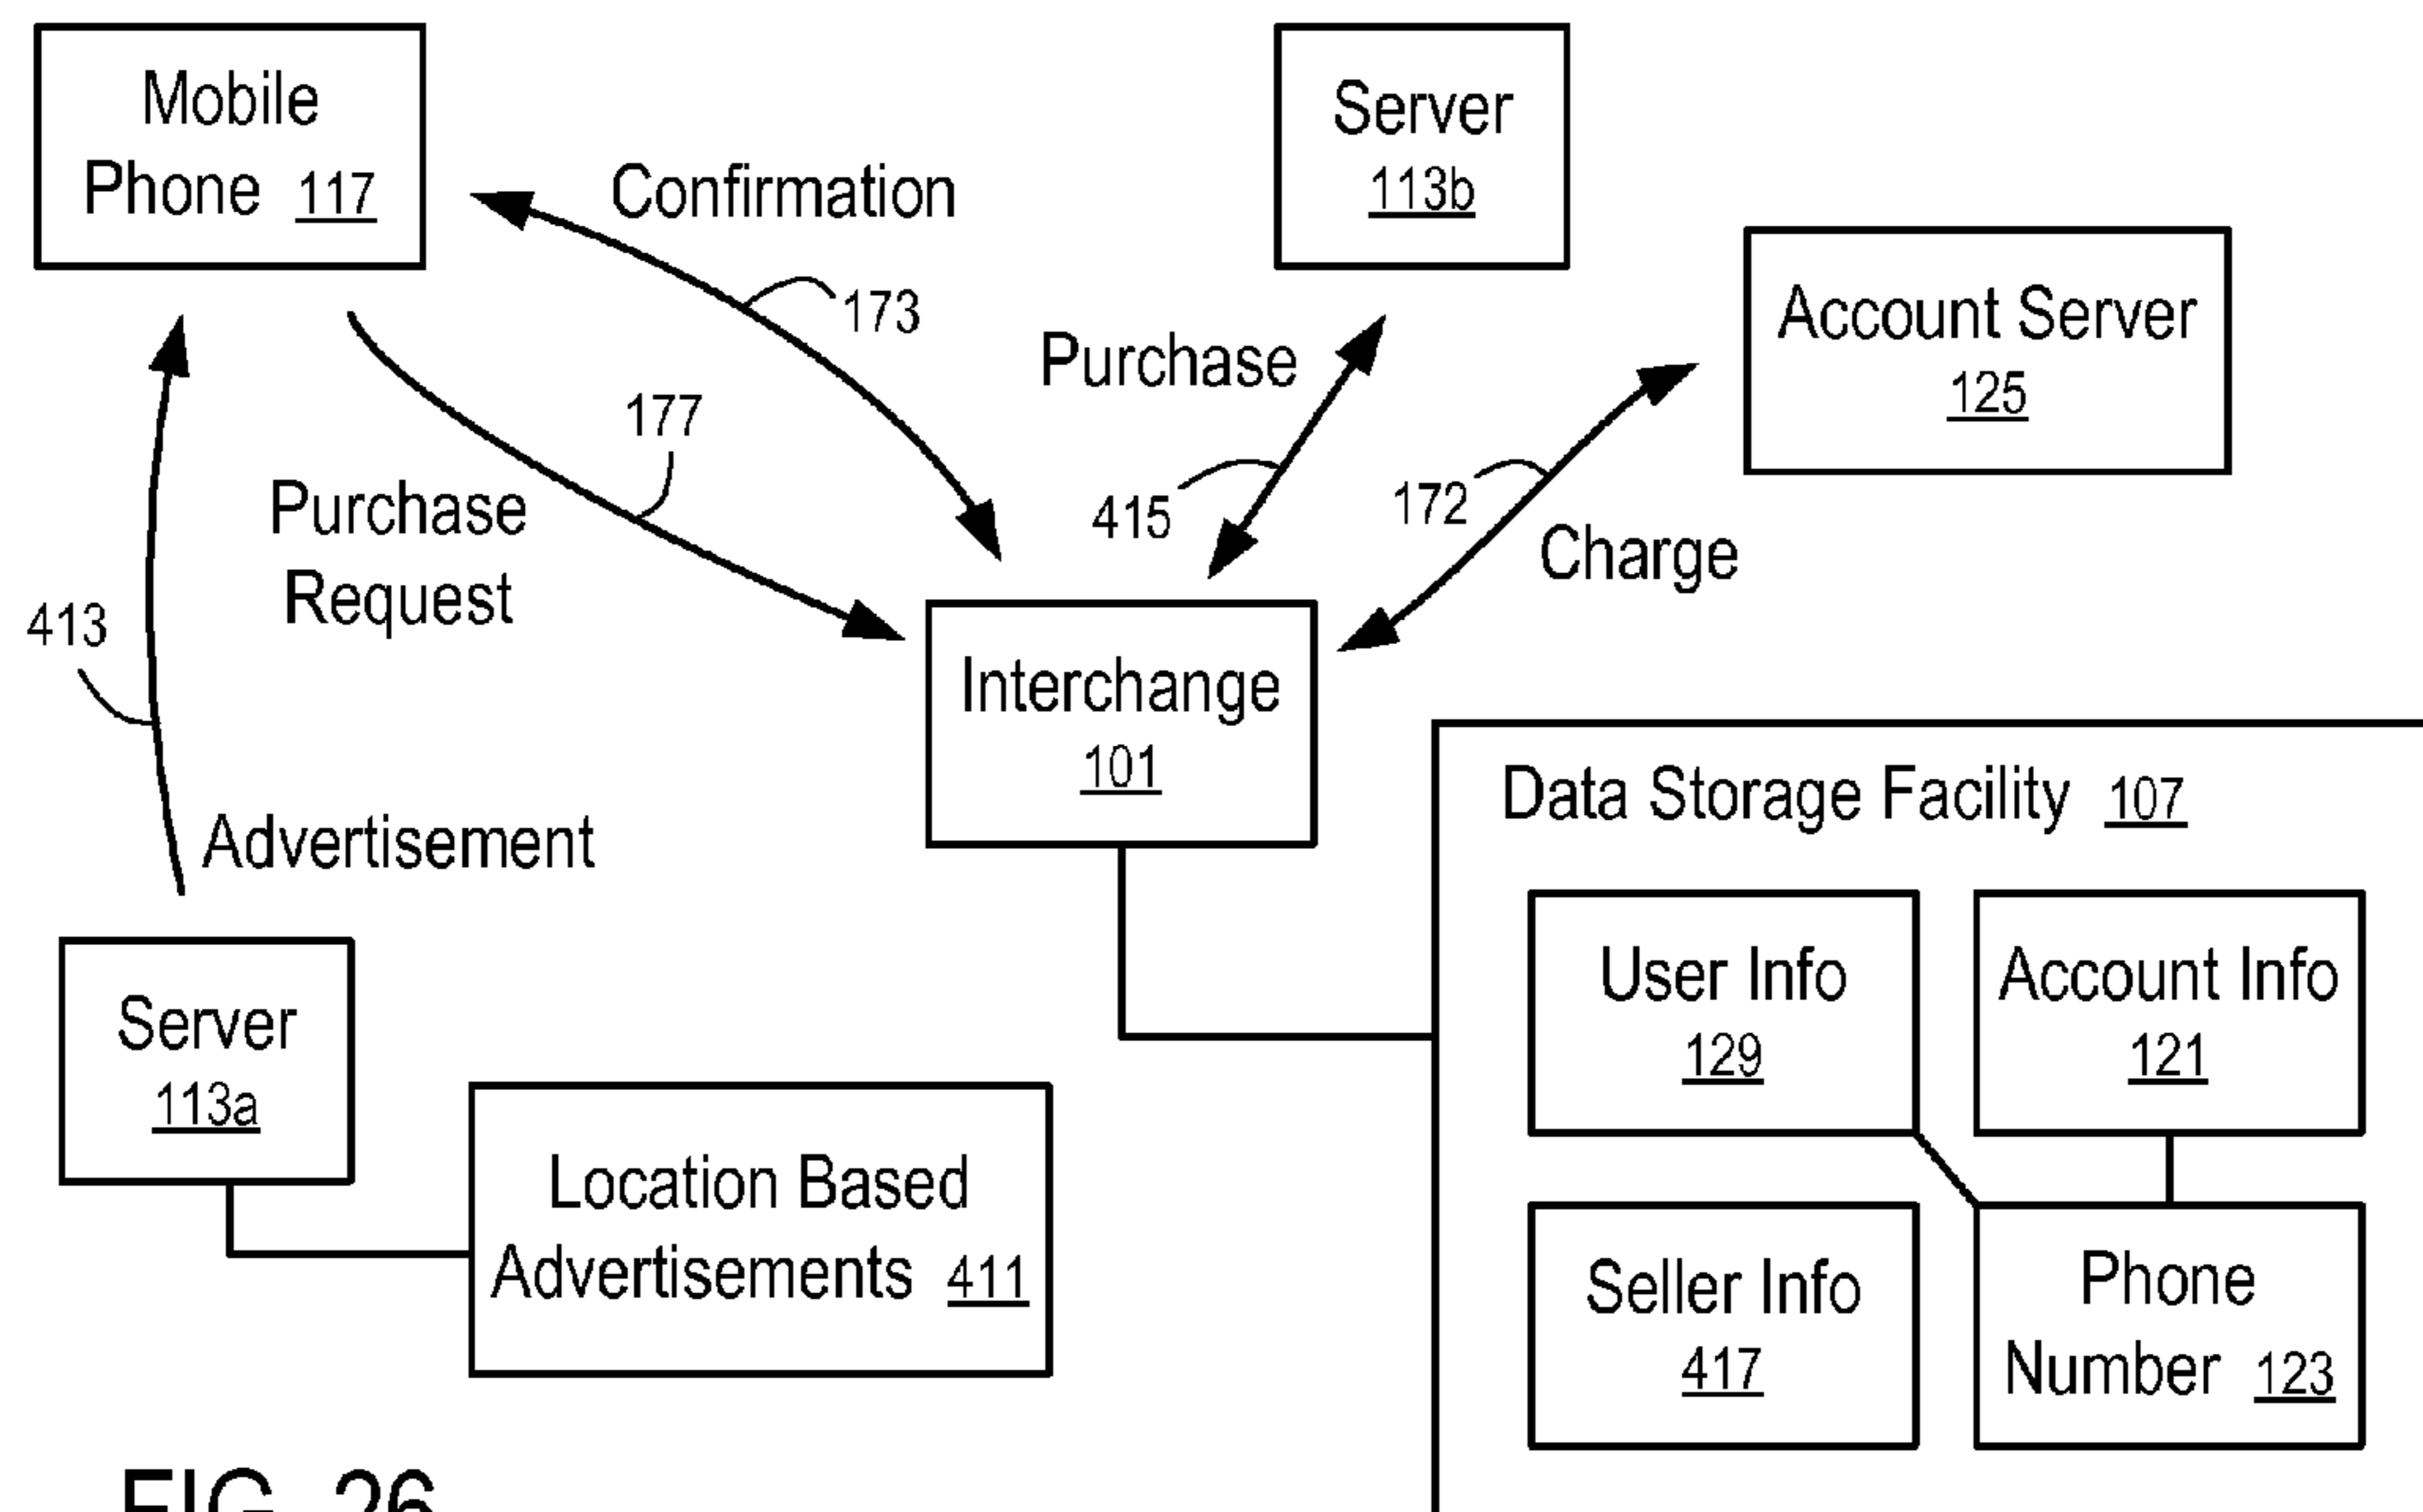 Mobile
Phone 117
Server
113b
Confirmation
173
Account Server
125
Purchase
415
172
Charge
177
Purchase
Request
413
Interchange
101
Advertisement
Data Storage Facility 107
User Info
129
Account Info
121
Server
113a
Location Based
Advertisements 411
Seller Info
417
Phone
Number 123
FIG. 26